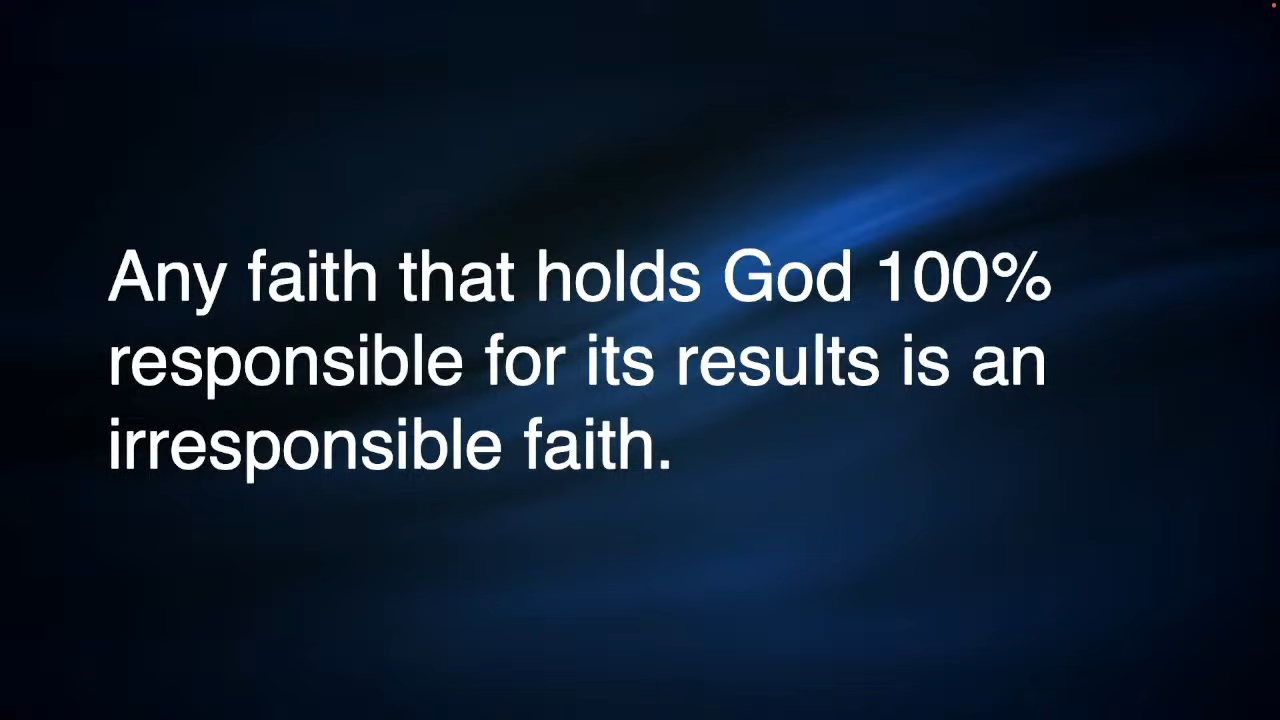 Any faith that holds God 100%
responsible for its results is an
irresponsible faith.